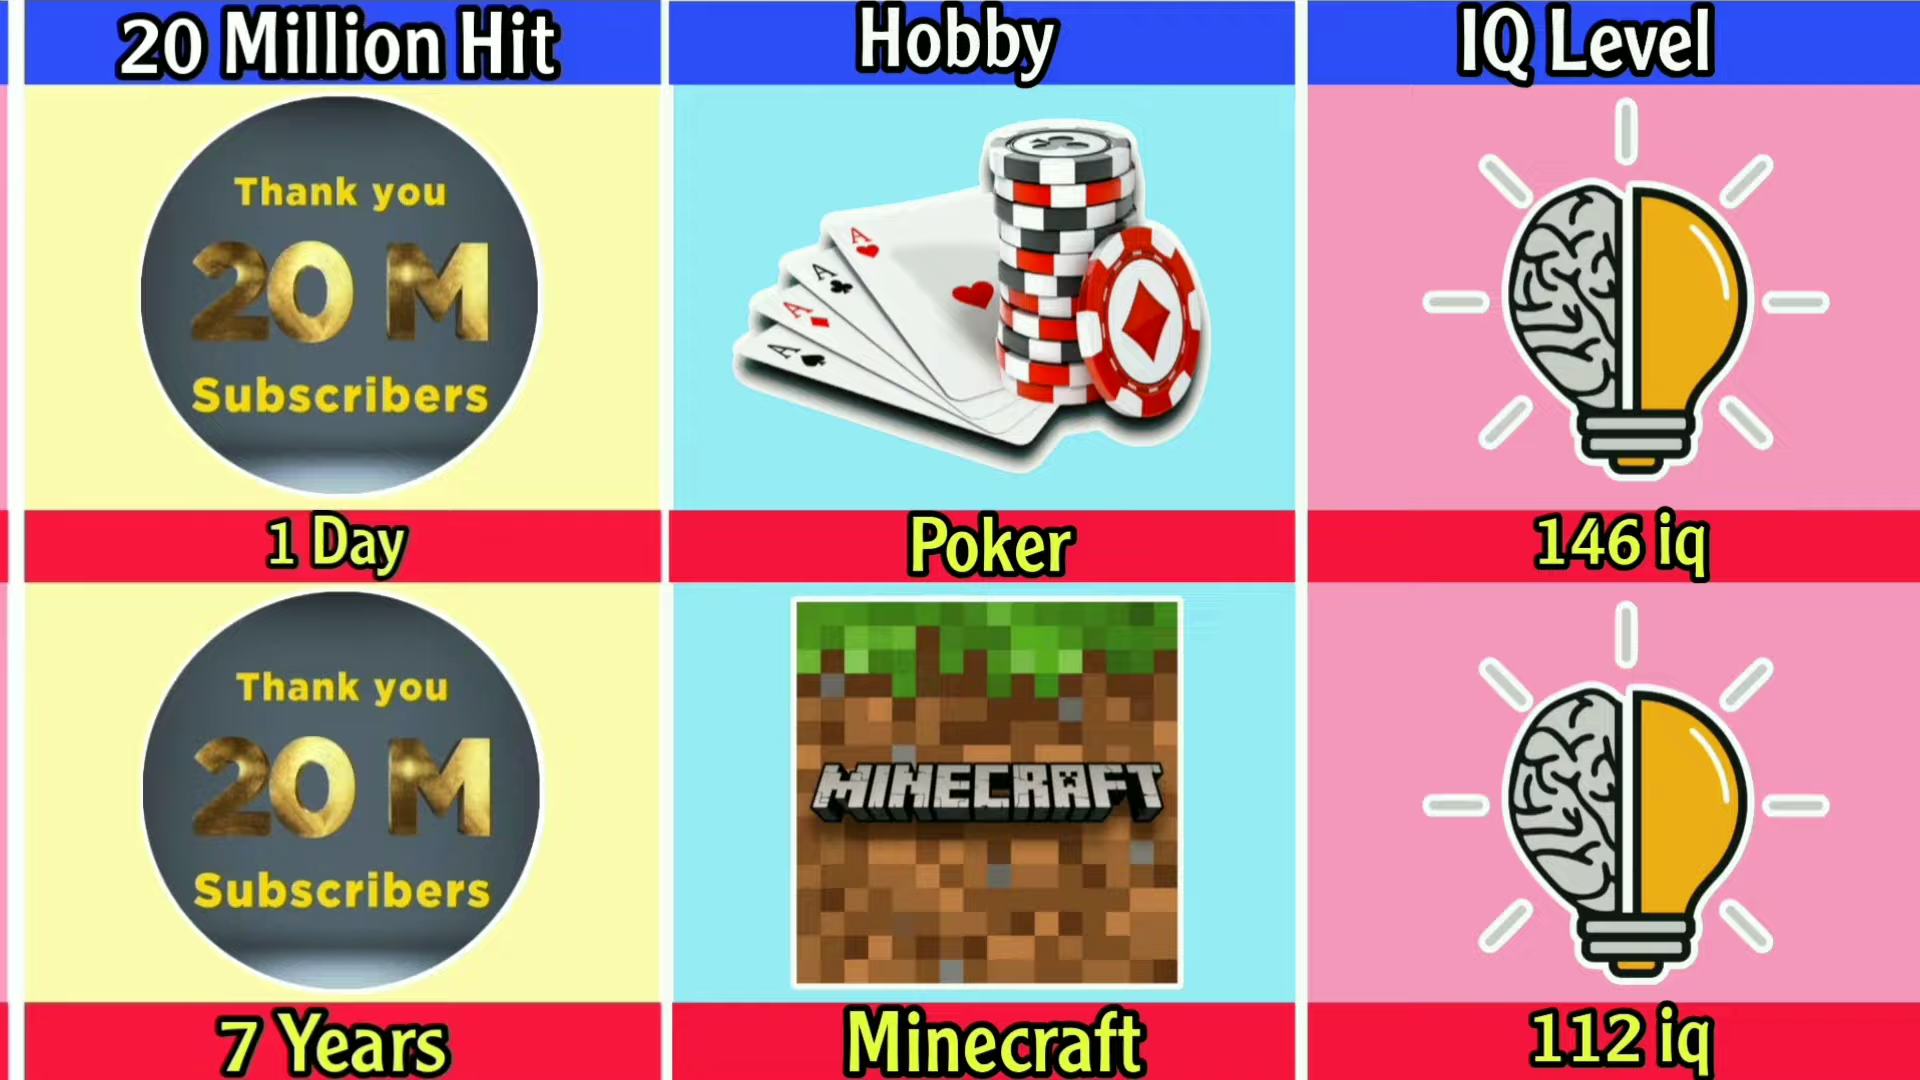 20 Million Hit
Hobby
IQ Level
Thank you
20 M
Subscribers
A
A
A
A
1 Day
Poker
146 iq
Thank you
20 M
Subscribers
MINECRAFT
7 Years
Minecraft
112 iq